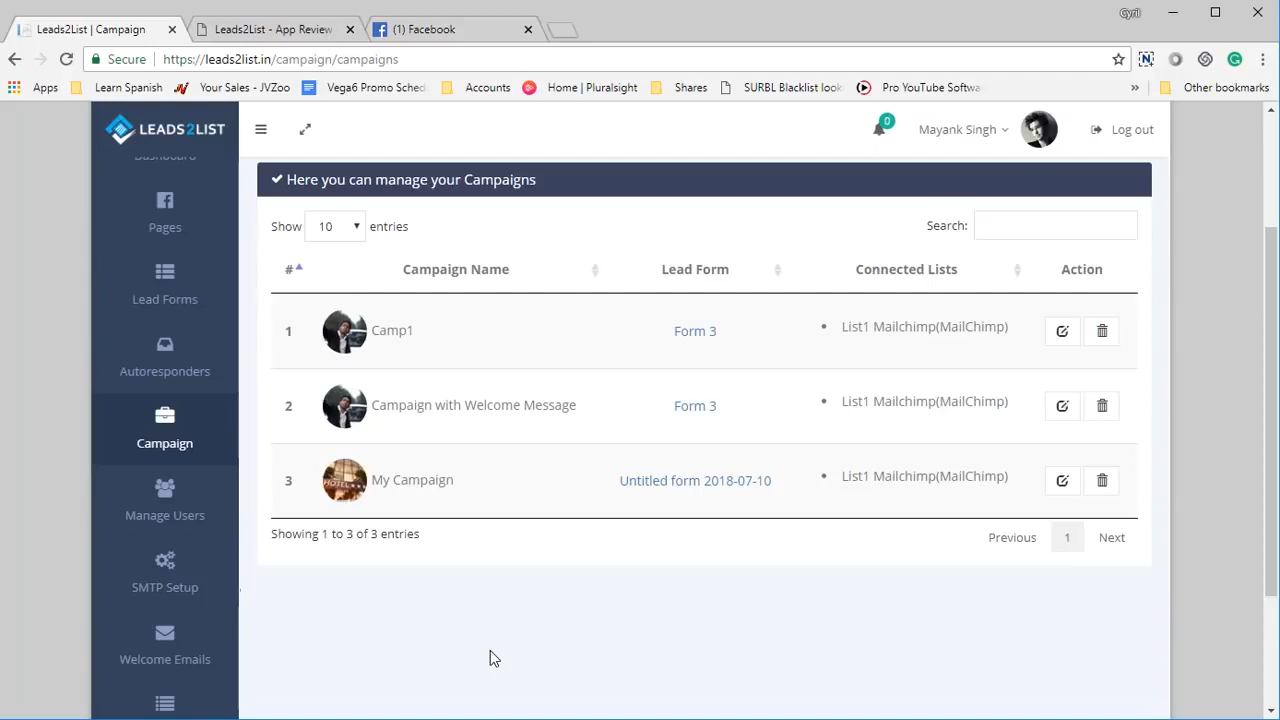 Cyril
Leads2List | Campaign
Leads2List - App Review
(1) Facebook
Secure
https://leads2list.in/campaign/campaigns
Apps
Learn Spanish
Your Sales - JVZoo
Vega6 Promo Sched
Accounts
Home | Pluralsight
Shares
SURBL Blacklist look
Pro YouTube Softwa
Other bookmarks
LEADS2LIST
0
Mayank Singh
Log out
Dashboard
Pages
Lead Forms
Autoresponders
Campaign
Manage Users
SMTP Setup
Welcome Emails
Here you can manage your Campaigns
Show 10 entries
Search:
# Campaign Name Lead Form Connected Lists Action
1 Camp1 Form 3 • List1 Mailchimp(MailChimp)
2 Campaign with Welcome Message Form 3 • List1 Mailchimp(MailChimp)
3 My Campaign Untitled form 2018-07-10 • List1 Mailchimp(MailChimp)
HOTEL
Showing 1 to 3 of 3 entries
Previous 1 Next